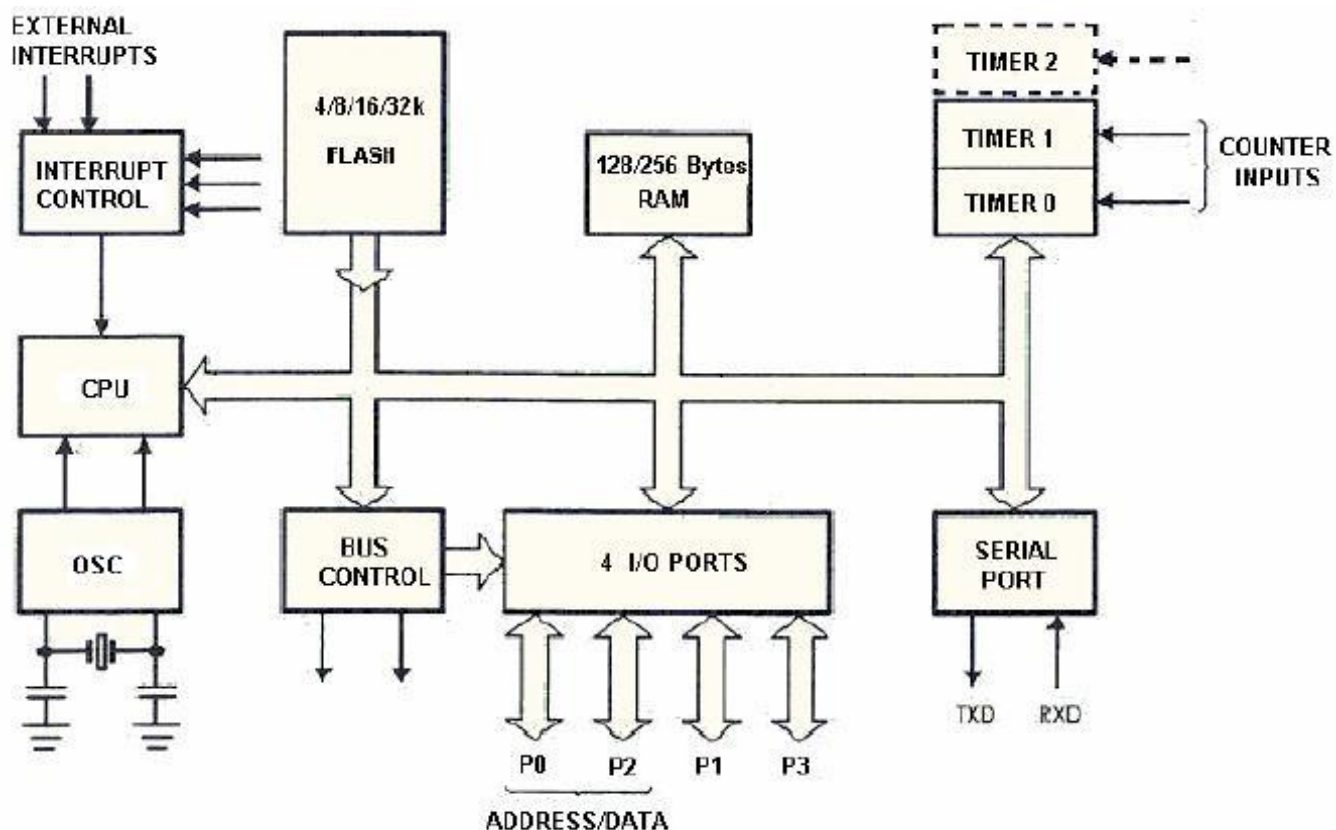 EXTERNAL
INTERRUPTS
INTERRUPT
CONTROL
4/8/16/32k
FLASH
128/256 Bytes
RAM
TIMER 2
TIMER 1
TIMER 0
COUNTER
INPUTS
CPU
OSC
BUS
CONTROL
4 I/O PORTS
SERIAL
PORT
TXD
RXD
P0
P2
P1
P3
ADDRESS/DATA